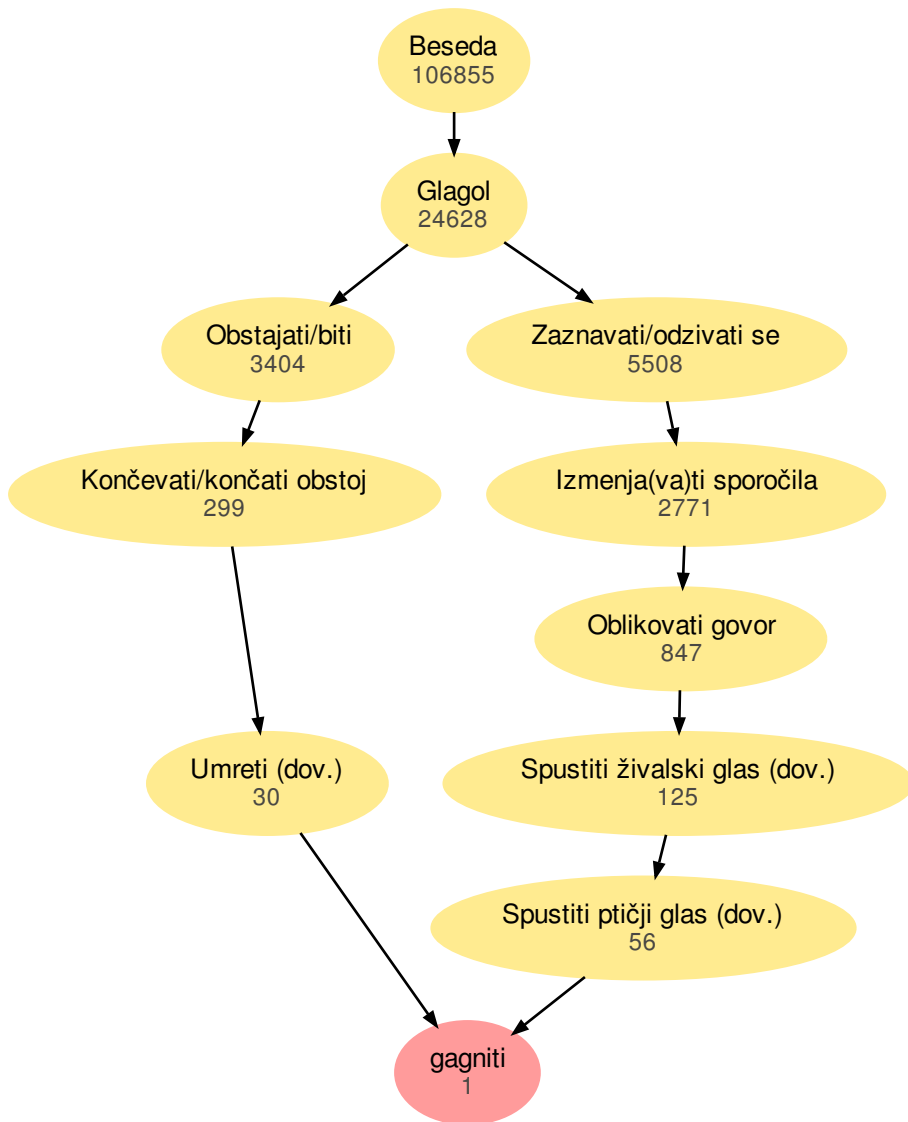 Beseda
106855
Glagol
24628
Obstajati/biti
3404
Zaznavati/odzivati se
5508
Končevati/končati obstoj
299
Izmenja(va)ti sporočila
2771
Oblikovati govor
847
Umreti (dov.)
30
Spustiti živalski glas (dov.)
125
Spustiti ptičji glas (dov.)
56
gagniti
1